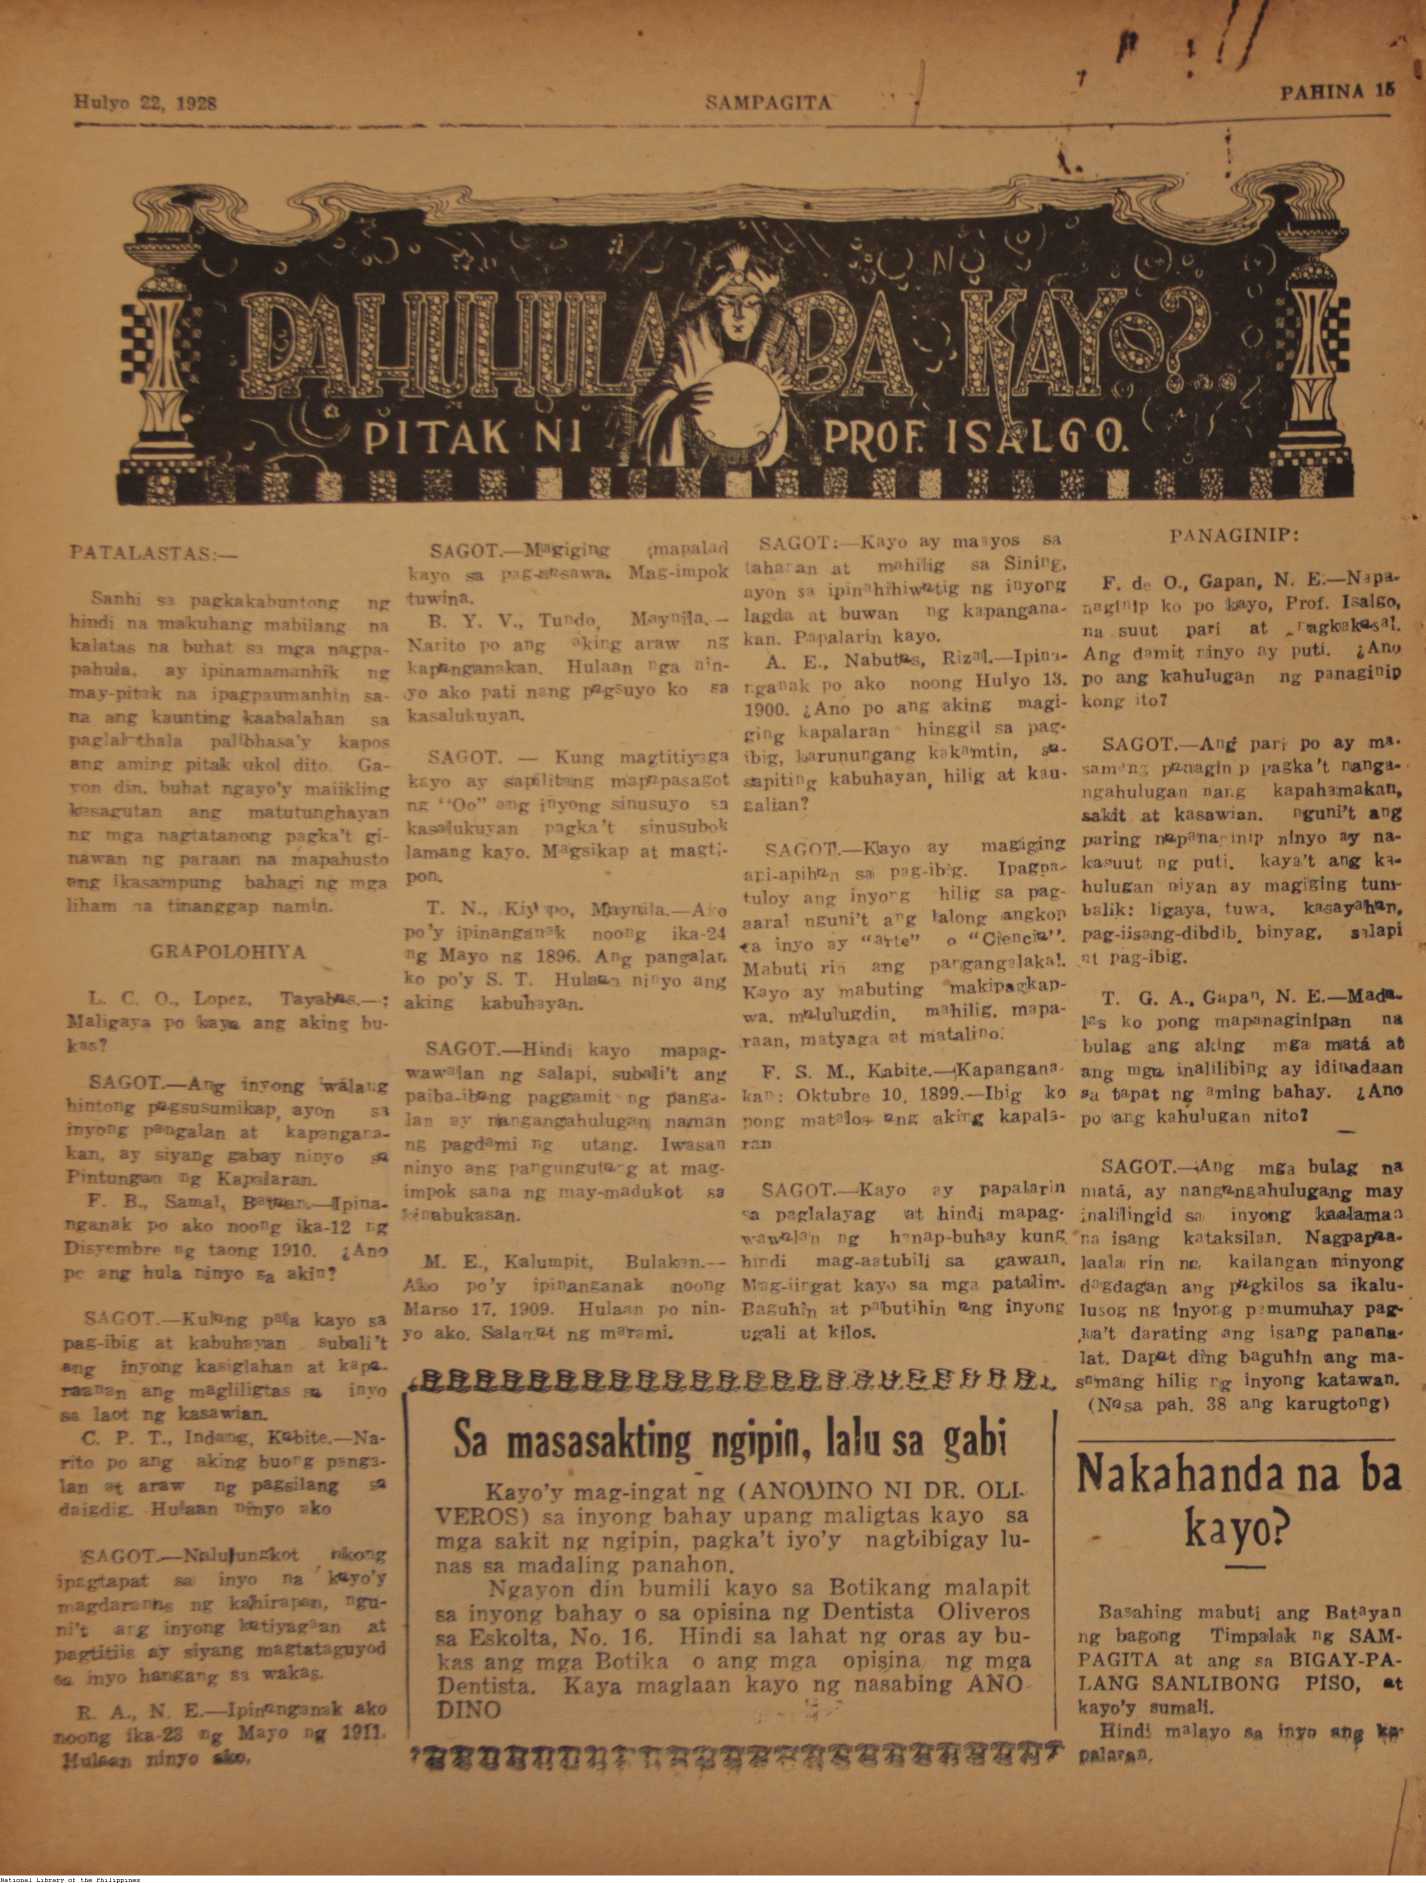 Hulyo 22, 1928
SAMPAGITA
PAHINA 15
PAHUHULA BA KAYO?...
PITAK NI PROF. ISALGO.
PATALASTAS:—
Sanhi sa pagkakabuntong ng
hindi na makuhang mabilang na
kalatas na buhat sa mga nagpa-
pahula, ay ipinamamanhik ng
may-pitak na ipagpaumanhin sa-
na ang kaunting kaabalahan sa
paglalathala palibhasa'y kapos
ang aming pitak ukol dito. Ga-
yon din, buhat ngayo'y maiikling
kasagutan ang matutunghayan
ng mga nagtatanong pagka't gi-
nawan ng paraan na mapahusto
ang ikasampung bahagi ng mga
liham na tinanggap namin.
GRAPOLOHIYA
L. C. O., Lopez, Tayabas.—:
Maligaya po kaya ang aking bu-
kas?
SAGOT.—Ang inyong walang
hintong pagsusumikap, ayon sa
inyong pangalan at kapangana-
kan, ay siyang gabay ninyo sa
Pintungan ng Kapalaran.
F. B., Samal, Bataan.—Ipina-
nganak po ako noong ika-12 ng
Disyembre ng taong 1910. ¿Ano
po ang hula ninyo sa akin?
SAGOT.—Kulang pala kayo sa
pag-ibig at kabuhayan subali't
ang inyong kasiglahan at kapa-
raanan ang magliligtas sa inyo
sa laot ng kasawian.
C. P. T., Indang, Kabite.—Na-
rito po ang aking buong panga-
lan at araw ng pagsilang sa
daigdig. Hulaan ninyo ako
SAGOT.—Nalulungkot akong
ipagtapat sa inyo na kayo'y
magdaranas ng kahirapan, ngu-
ni't ang inyong katiyagaan at
pagtitiis ay siyang magtataguyod
sa inyo hangang sa wakas.
R. A., N. E.—Ipinanganak ako
noong ika-23 ng Mayo ng 1911.
Hulaan ninyo ako.
SAGOT.—Magiging mapalad
kayo sa pag-aasawa. Mag-impok
tuwina.
B. Y. V., Tundo, Maynila.—
Narito po ang aking araw ng
kapanganakan. Hulaan nga nin-
yo ako pati nang pagsuyo ko sa
kasalukuyan.
SAGOT. — Kung magtitiyaga
kayo ay sapilitang mapapasagot
ng "Oo" ang inyong sinusuyo sa
kasalukuyan pagka't sinusubok
lamang kayo. Magsikap at magti-
pon.
T. N., Kiyapo, Maynila.—Ako
po'y ipinanganak noong ika-24
ng Mayo ng 1896. Ang pangalan
ko po'y S. T. Hulaan ninyo ang
aking kabuhayan.
SAGOT.—Hindi kayo mapag-
wawalan ng salapi, subali't ang
paiba-ibang paggamit ng panga-
lan ay nangangahulugan naman
ng pagdami ng utang. Iwasan
ninyo ang pangungutang at mag-
impok sana ng may-madukot sa
kinabukasan.
M. E., Kalumpit, Bulakan.--
Ako po'y ipinanganak noong
Marso 17, 1909. Hulaan po nin-
yo ako. Salamat ng marami.
SAGOT:—Kayo ay maayos sa
taharan at mahilig sa Sining,
ayon sa ipinahihiwatig ng inyong
lagda at buwan ng kapangana-
kan. Papalarin kayo.
A. E., Nabutas, Rizal.—Ipina-
nganak po ako noong Hulyo 13,
1900. ¿Ano po ang aking magi-
ging kapalaran hinggil sa pag-
ibig, karunungang kakamtin, sa-
sapiting kabuhayan, hilig at kau-
galian?
SAGOT.—Kayo ay magiging
api-apihan sa pag-ibig. Ipagpa-
tuloy ang inyong hilig sa pag-
aaral nguni't ang lalong angkop
sa inyo ay "arte" o "Ciencia".
Mabuti rin ang pangangalakal.
Kayo ay mabuting makipagkap-
wa, malulugdin, mahilig, mapa-
raan, matyaga at matalino.
F. S. M., Kabite.—Kapangana-
kan: Oktubre 10, 1899.—Ibig ko
pong matalos ang aking kapala-
ran
SAGOT.—Kayo ay papalarin
sa paglalayag at hindi mapag-
wawalan ng hanap-buhay kung
hindi mag-aatubili sa gawain.
Mag-iingat kayo sa mga patalim.
Baguhin at pabutihin ang inyong
ugali at kilos.
PANAGINIP:
F. de O., Gapan, N. E.—Napa-
naginip ko po kayo, Prof. Isalgo,
na suut pari at nagkakasal.
Ang damit ninyo ay puti. ¿Ano
po ang kahulugan ng panaginip
kong ito?
SAGOT.—Ang pari po ay ma-
samang panaginip pagka't nanga-
ngahulugan nang kapahamakan,
sakit at kasawian. nguni't ang
paring napanaginip ninyo ay na-
kasuut ng puti, kaya't ang ka-
hulugan niyan ay magiging tum-
balik: ligaya, tuwa, kasayahan,
pag-iisang-dibdib, binyag, salapi
at pag-ibig.
T. G. A., Gapan, N. E.—Mada-
las ko pong mapanaginipan na
bulag ang aking mga matá at
ang mga inalilibing ay idinadaan
sa tapat ng aming bahay. ¿Ano
po ang kahulugan nito?
SAGOT.—Ang mga bulag na
matá, ay nangangahulugang may
inalilingid sa inyong kaalaman
na isang kataksilan. Nagpapaa-
laala rin na kailangan ninyong
dagdagan ang pagkilos sa ikalu-
lusog ng inyong pamumuhay pag-
ka't darating ang isang panana-
lat. Dapat ding baguhin ang ma-
samang hilig ng inyong katawan.
(Nasa pah. 38 ang karugtong)
Sa masasakting ngipin, lalu sa gabi
Kayo'y mag-ingat ng (ANODINO NI DR. OLI-
VEROS) sa inyong bahay upang maligtas kayo sa
mga sakit ng ngipin, pagka't iyo'y nagbibigay lu-
nas sa madaling panahon.
Ngayon din bumili kayo sa Botikang malapit
sa inyong bahay o sa opisina ng Dentista Oliveros
sa Eskolta, No. 16. Hindi sa lahat ng oras ay bu-
kas ang mga Botika o ang mga opisina ng mga
Dentista. Kaya maglaan kayo ng nasabing ANO
DINO
Nakahanda na ba
kayo?
Basahing mabuti ang Batayan
ng bagong Timpalak ng SAM-
PAGITA at ang sa BIGAY-PA-
LANG SANLIBONG PISO, at
kayo'y sumali.
Hindi malayo sa inyo ang ka-
palaran.
National Library of the Philippines